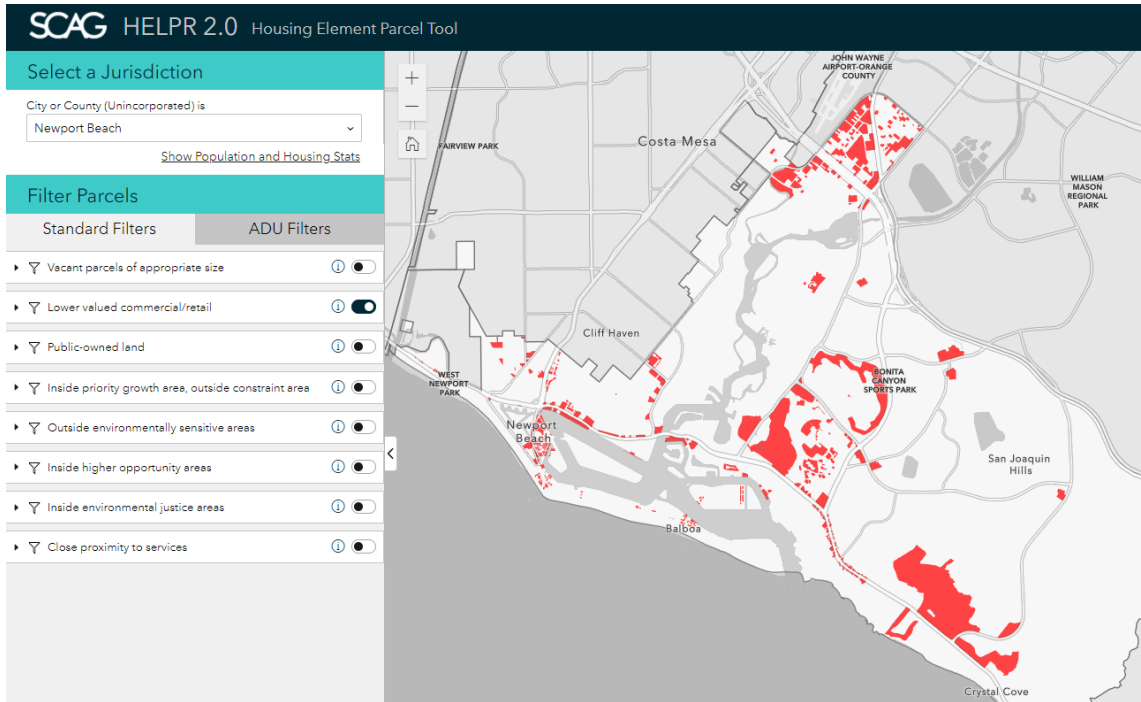 SCAG HELPR 2.0 Housing Element Parcel Tool
Select a Jurisdiction
City or County (Unincorporated) is
Newport Beach
Show Population and Housing Stats
Filter Parcels
Standard Filters
ADU Filters
Vacant parcels of appropriate size
Lower valued commercial/retail
Public-owned land
Inside priority growth area, outside constraint area
Outside environmentally sensitive areas
Inside higher opportunity areas
Inside environmental justice areas
Close proximity to services
JOHN WAYNE
AIRPORT-ORANGE
COUNTY
Costa Mesa
FAIRVIEW PARK
WILLIAM
MASON
REGIONAL
PARK
Cliff Haven
WEST
NEWPORT
PARK
BONITA
CANYON
SPORTS PARK
Newport
Beach
San Joaquin
Hills
Balboa
Crystal Cove